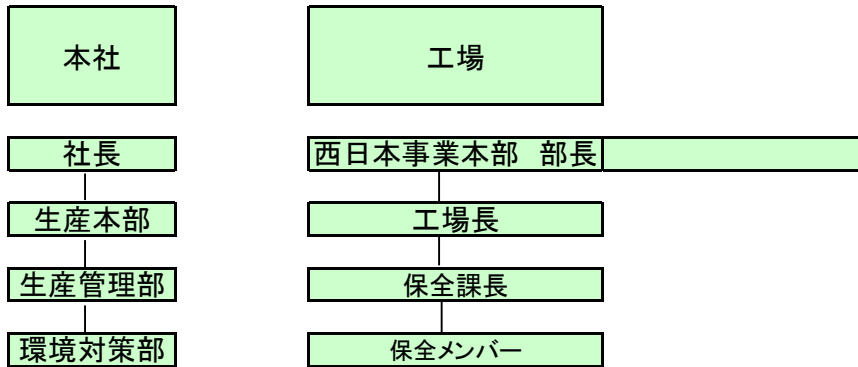 本社
工場
社長
西日本事業本部　部長
生産本部
工場長
生産管理部
保全課長
環境対策部
保全メンバー